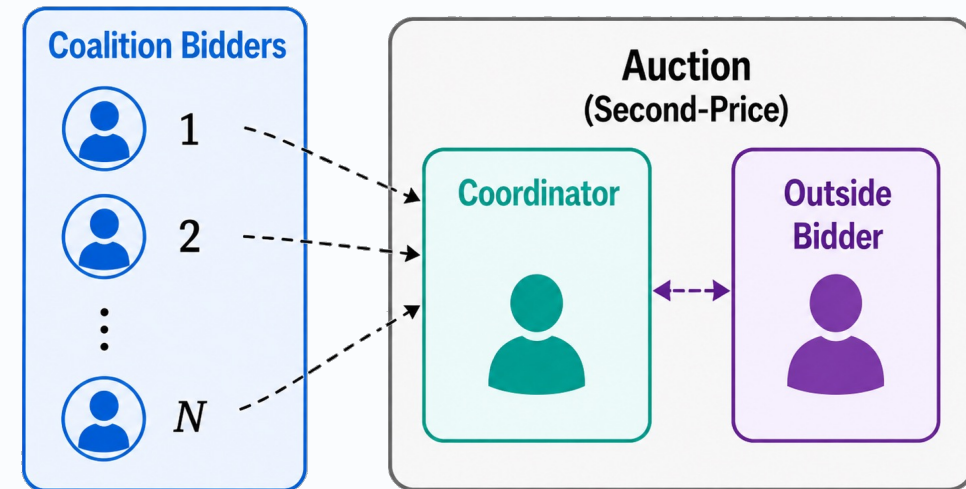 Coalition Bidders
1
2
N
Auction
(Second-Price)
Coordinator
Outside
Bidder